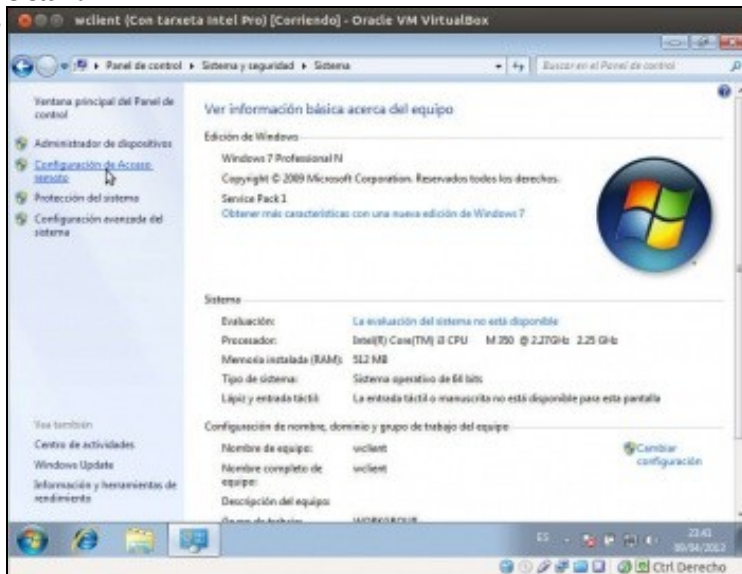 wclient (Con tarxeta Intel Pro) [Corriendo] - Oracle VM VirtualBox
Panel de control Sistema y seguridad Sistema
Buscar en el Panel de control
Ventana principal del Panel de
control
Administrador de dispositivos
Configuración de Acceso
remoto
Protección del sistema
Configuración avanzada del
sistema
Ver información básica acerca del equipo
Edición de Windows
Windows 7 Professional N
Copyright © 2009 Microsoft Corporation. Reservados todos los derechos.
Service Pack 1
Obtener más características con una nueva edición de Windows 7
Sistema
Evaluación: La evaluación del sistema no está disponible
Procesador: Intel(R) Core(TM) i3 CPU M 350 @ 2.27GHz 2.25 GHz
Memoria instalada (RAM): 512 MB
Tipo de sistema: Sistema operativo de 64 bits
Lápiz y entrada táctil: La entrada táctil o manuscrita no está disponible para esta pantalla
Configuración de nombre, dominio y grupo de trabajo del equipo
Nombre de equipo: wclient
Cambiar
configuración
Nombre completo de
equipo: wclient
Descripción del equipo:
Grupo de trabajo: WORKGROUP
Vea también
Centro de actividades
Windows Update
Información y herramientas de
rendimiento
ES
23:41
09/04/2012
Ctrl Derecho